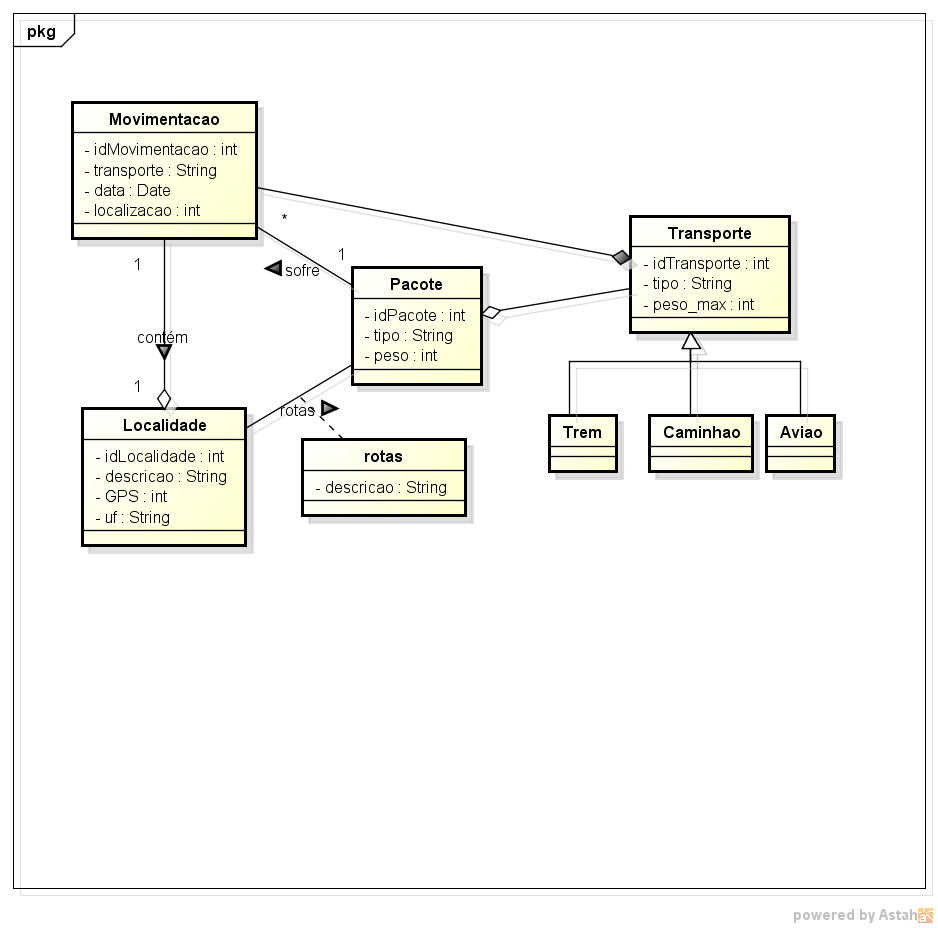 pkg
Movimentacao
- idMovimentacao : int
- transporte : String
- data : Date
- localizacao : int
*
1
sofre
1
contém
1
Pacote
- idPacote : int
- tipo : String
- peso : int
Transporte
- idTransporte : int
- tipo : String
- peso_max : int
Trem
Caminhao
Aviao
rotas
Localidade
- idLocalidade : int
- descricao : String
- GPS : int
- uf : String
rotas
- descricao : String
powered by Astah